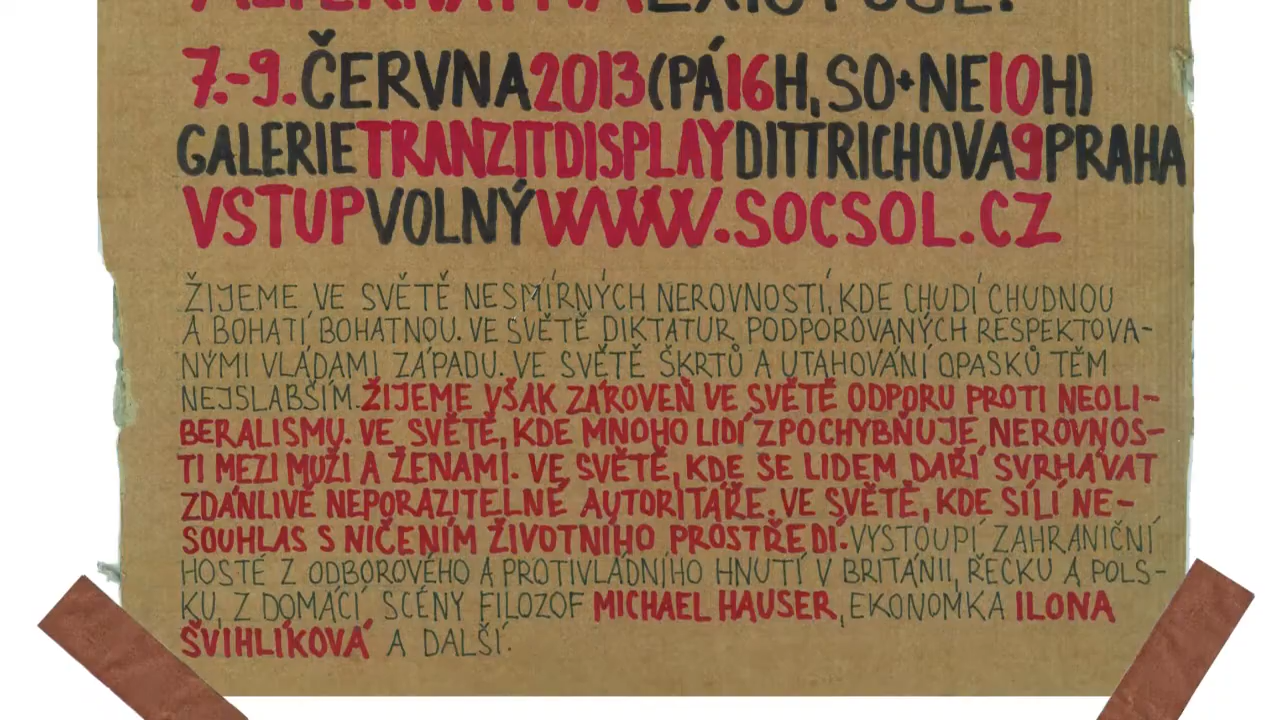 ALTERNATIVA EXISTUJE!
7.-9. ČERVNA 2013 (PÁ 16H, SO+NE 10H)
GALERIE TRANZITDISPLAY DITTRICHOVA 9 PRAHA
VSTUP VOLNÝ WWW.SOCSOL.CZ
ŽIJEME VE SVĚTĚ NESMÍRNÝCH NEROVNOSTÍ, KDE CHUDÍ CHUDNOU
A BOHATÍ BOHATNOU. VE SVĚTĚ DIKTATUR PODPOROVANÝCH RESPEKTOVA-
NÝMI VLÁDAMI ZÁPADU. VE SVĚTĚ ŠKRTŮ A UTAHOVÁNÍ OPASKŮ TĚM
NEJSLABŠÍM. ŽIJEME VŠAK ZÁROVEŇ VE SVĚTĚ ODPORU PROTI NEOLI-
BERALISMU. VE SVĚTĚ, KDE MNOHO LIDÍ ZPOCHYBŇUJE NEROVNOS-
TI MEZI MUŽI A ŽENAMI. VE SVĚTĚ, KDE SE LIDEM DAŘÍ SVRHÁVAT
ZDÁNLIVĚ NEPORAZITELNÉ AUTORITÁŘE. VE SVĚTĚ, KDE SÍLÍ NE-
SOUHLAS S NIČENÍM ŽIVOTNÍHO PROSTŘEDÍ. VYSTOUPÍ ZAHRANIČNÍ
HOSTÉ Z ODBOROVÉHO A PROTIVLÁDNÍHO HNUTÍ V BRITÁNII, ŘECKU A POLS-
KU, Z DOMÁCÍ SCÉNY FILOZOF MICHAEL HAUSER, EKONOMKA ILONA
ŠVIHLÍKOVÁ A DALŠÍ.